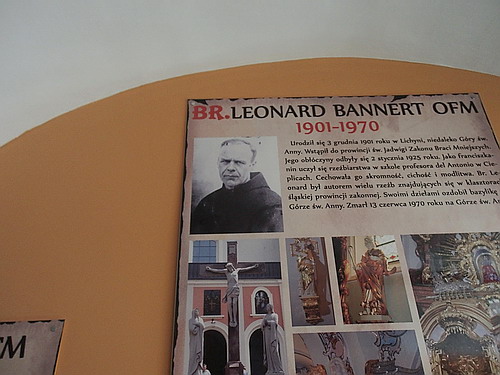 BR. LEONARD BANNERT OFM
1901-1970
Urodził się 3 grudnia 1901 roku w Lichyni, niedaleko Góry św.
Anny. Wstąpił do prowincji św. Jadwigi Zakonu Braci Mniejszych.
Jego obłóczyny odbyły się 2 stycznia 1925 roku. Jako franciszka-
nin uczył się rzeźbiarstwa w szkole przy del Antonio w Cie-
plicach. Cechowała go skromność, cichość i modlitwa. Br. Le-
onard był autorem wielu rzeźb znajdujących się w klasztorac
śląskiej prowincji zakonnej. Swoimi dziełami ozdobił bazylikę
Górze św. Anny. Zmarł 13 czerwca 1970 roku na Górze św. An
FM